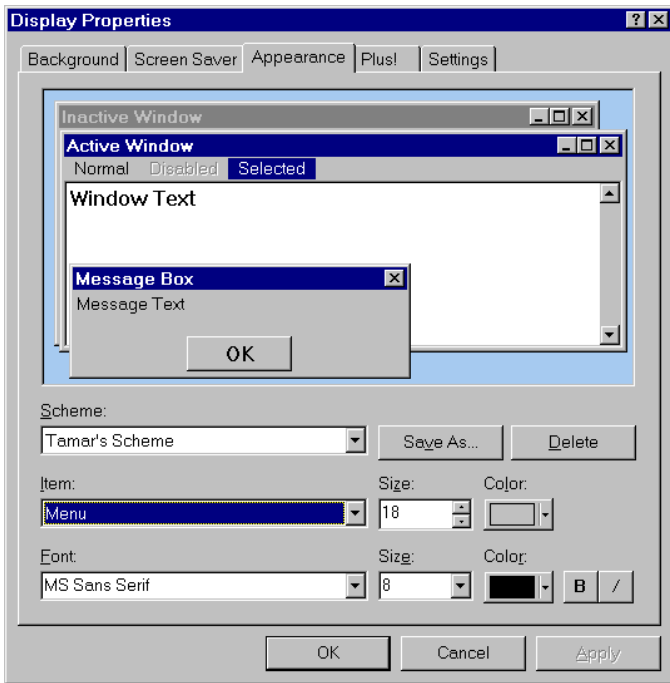 Display Properties
Background Screen Saver Appearance Plus! Settings
Inactive Window
Active Window
Normal Disabled Selected
Window Text
Message Box
Message Text
OK
Scheme:
Tamar's Scheme Save As... Delete
Item: Size: Color:
Menu 18
Font: Size: Color:
MS Sans Serif 8 B /
OK Cancel Apply